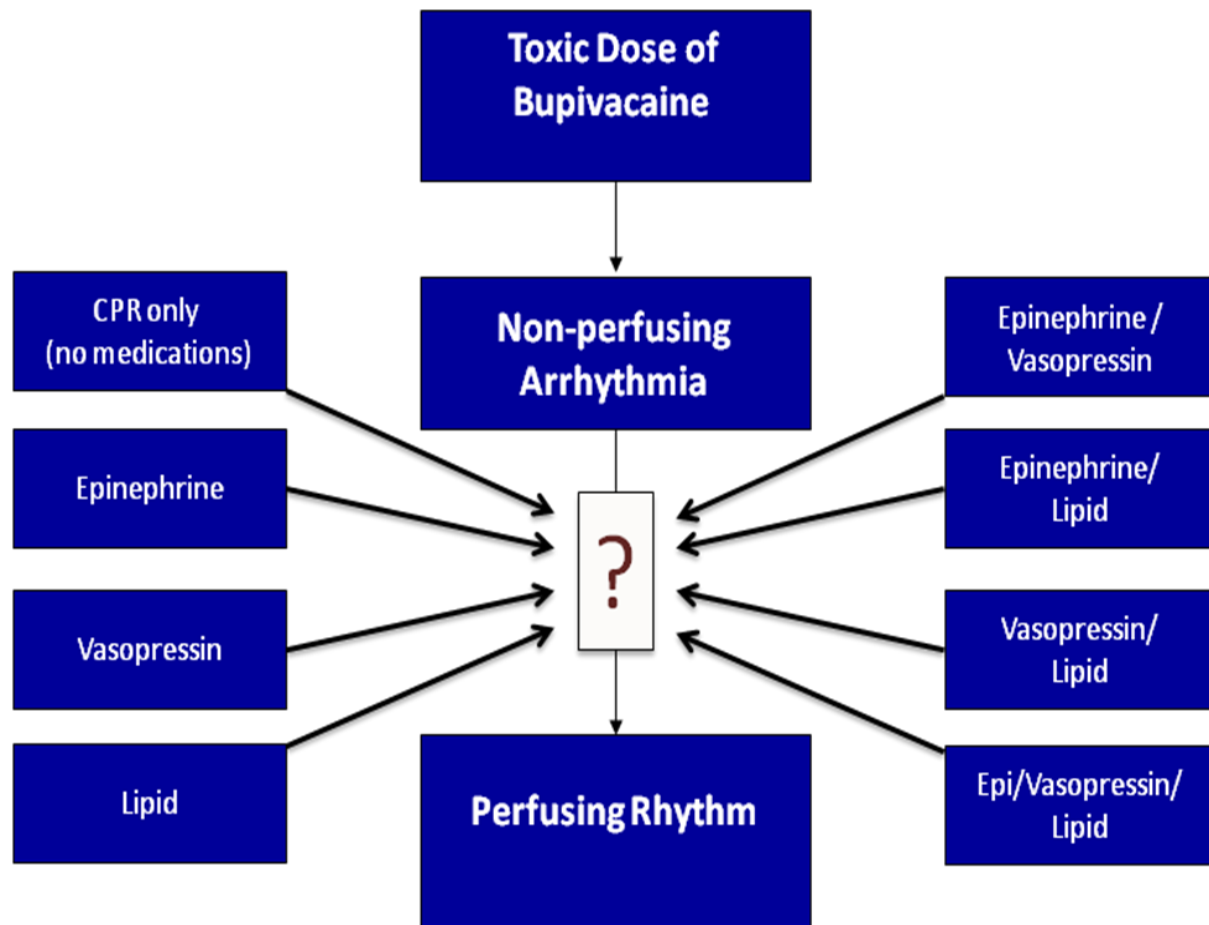 Toxic Dose of
Bupivacaine
Non-perfusing
Arrhythmia
CPR only
(no medications)
Epinephrine
Vasopressin
Lipid
?
Epinephrine /
Vasopressin
Epinephrine/
Lipid
Vasopressin/
Lipid
Epi/Vasopressin/
Lipid
Perfusing Rhythm